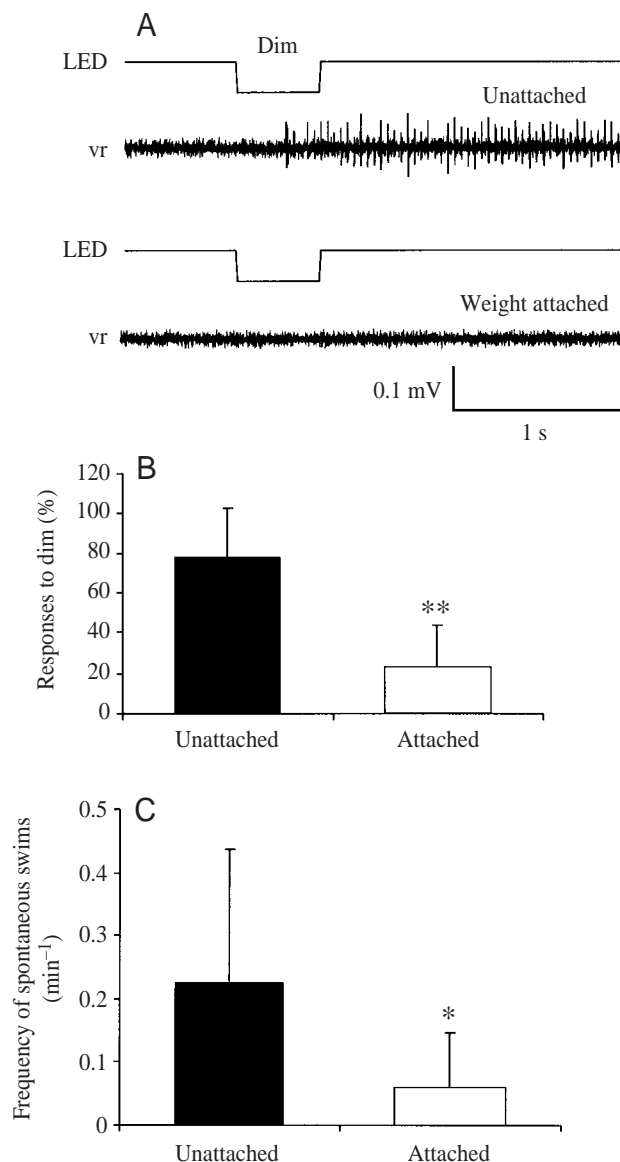 A
LED
Dim
Unattached
vr
LED
Weight attached
vr
0.1 mV
1 s
B
120
100
80
60
40
20
0
Responses to dim (%)
**
Unattached
Attached
C
0.5
0.4
0.3
0.2
0.1
0
Frequency of spontaneous swims
(min⁻¹)
*
Unattached
Attached